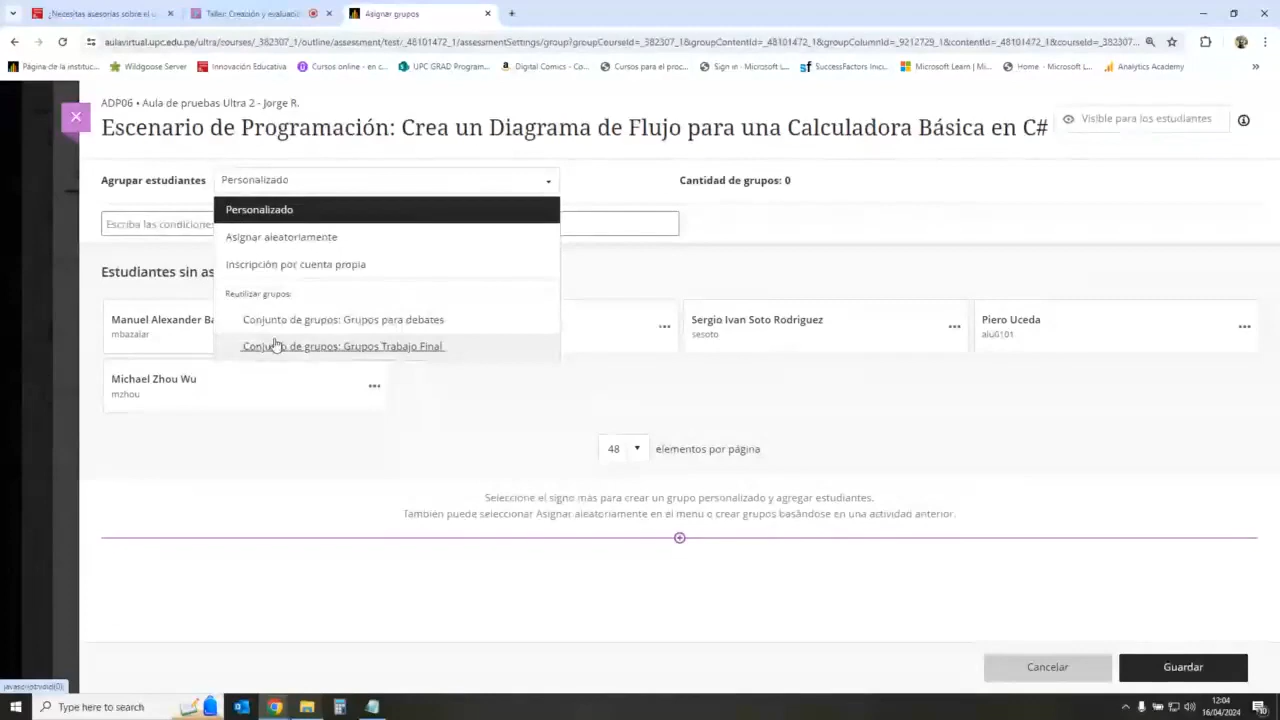 ¿Necesitas asesorías sobre el u
Taller: Creación y evaluació
Asignar grupos
aulavirtual.upc.edu.pe/ultra/courses/_382307_1/outline/assessment/test/_48101472_1/assessmentSettings/group?groupCourseId=_382307_1&groupContentId=_48101472_1&groupColumnId=_9212729_1&contentId=_48101472_1&courseId=_382307...
Página de la instituc...
Wildgoose Server
Innovación Educativa
Cursos online - en c...
UPC GRAD Program...
Digital Comics - Co...
Cursos para el proc...
Sign in - Microsoft L...
SuccessFactors Inici...
Microsoft Learn | Mi...
Home - Microsoft L...
Analytics Academy
»
ADP06 • Aula de pruebas Ultra 2 - Jorge R.
Escenario de Programación: Crea un Diagrama de Flujo para una Calculadora Básica en C#
Visible para los estudiantes
Agrupar estudiantes
Personalizado
Cantidad de grupos: 0
Personalizado
Escriba las condiciones
Asignar aleatoriamente
Inscripción por cuenta propia
Estudiantes sin as
Reutilizar grupos:
Conjunto de grupos: Grupos para debates
Conjunto de grupos: Grupos Trabajo Final
Manuel Alexander Ba
mbazalar
Sergio Ivan Soto Rodriguez
sesoto
Piero Uceda
alu6101
Michael Zhou Wu
mzhou
48
elementos por página
Seleccione el signo más para crear un grupo personalizado y agregar estudiantes.
También puede seleccionar Asignar aleatoriamente en el menú o crear grupos basándose en una actividad anterior.
Cancelar
Guardar
javascript:void(0);
Type here to search
12:04
16/04/2024